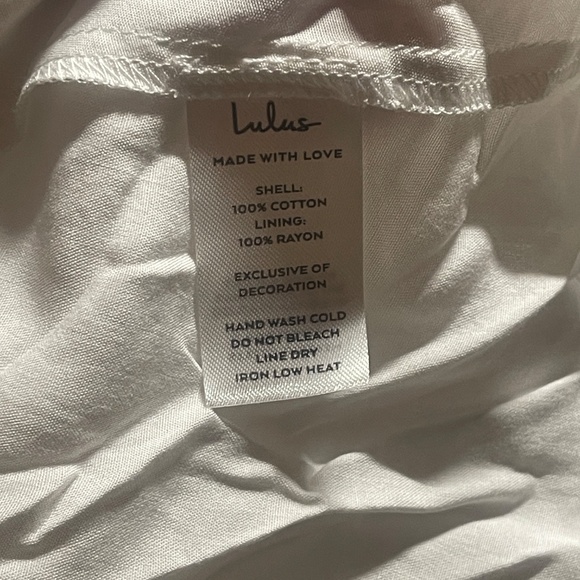 Lulus
MADE WITH LOVE
SHELL:
100% COTTON
LINING:
100% RAYON
EXCLUSIVE OF
DECORATION
HAND WASH COLD
DO NOT BLEACH
LINE DRY
IRON LOW HEAT